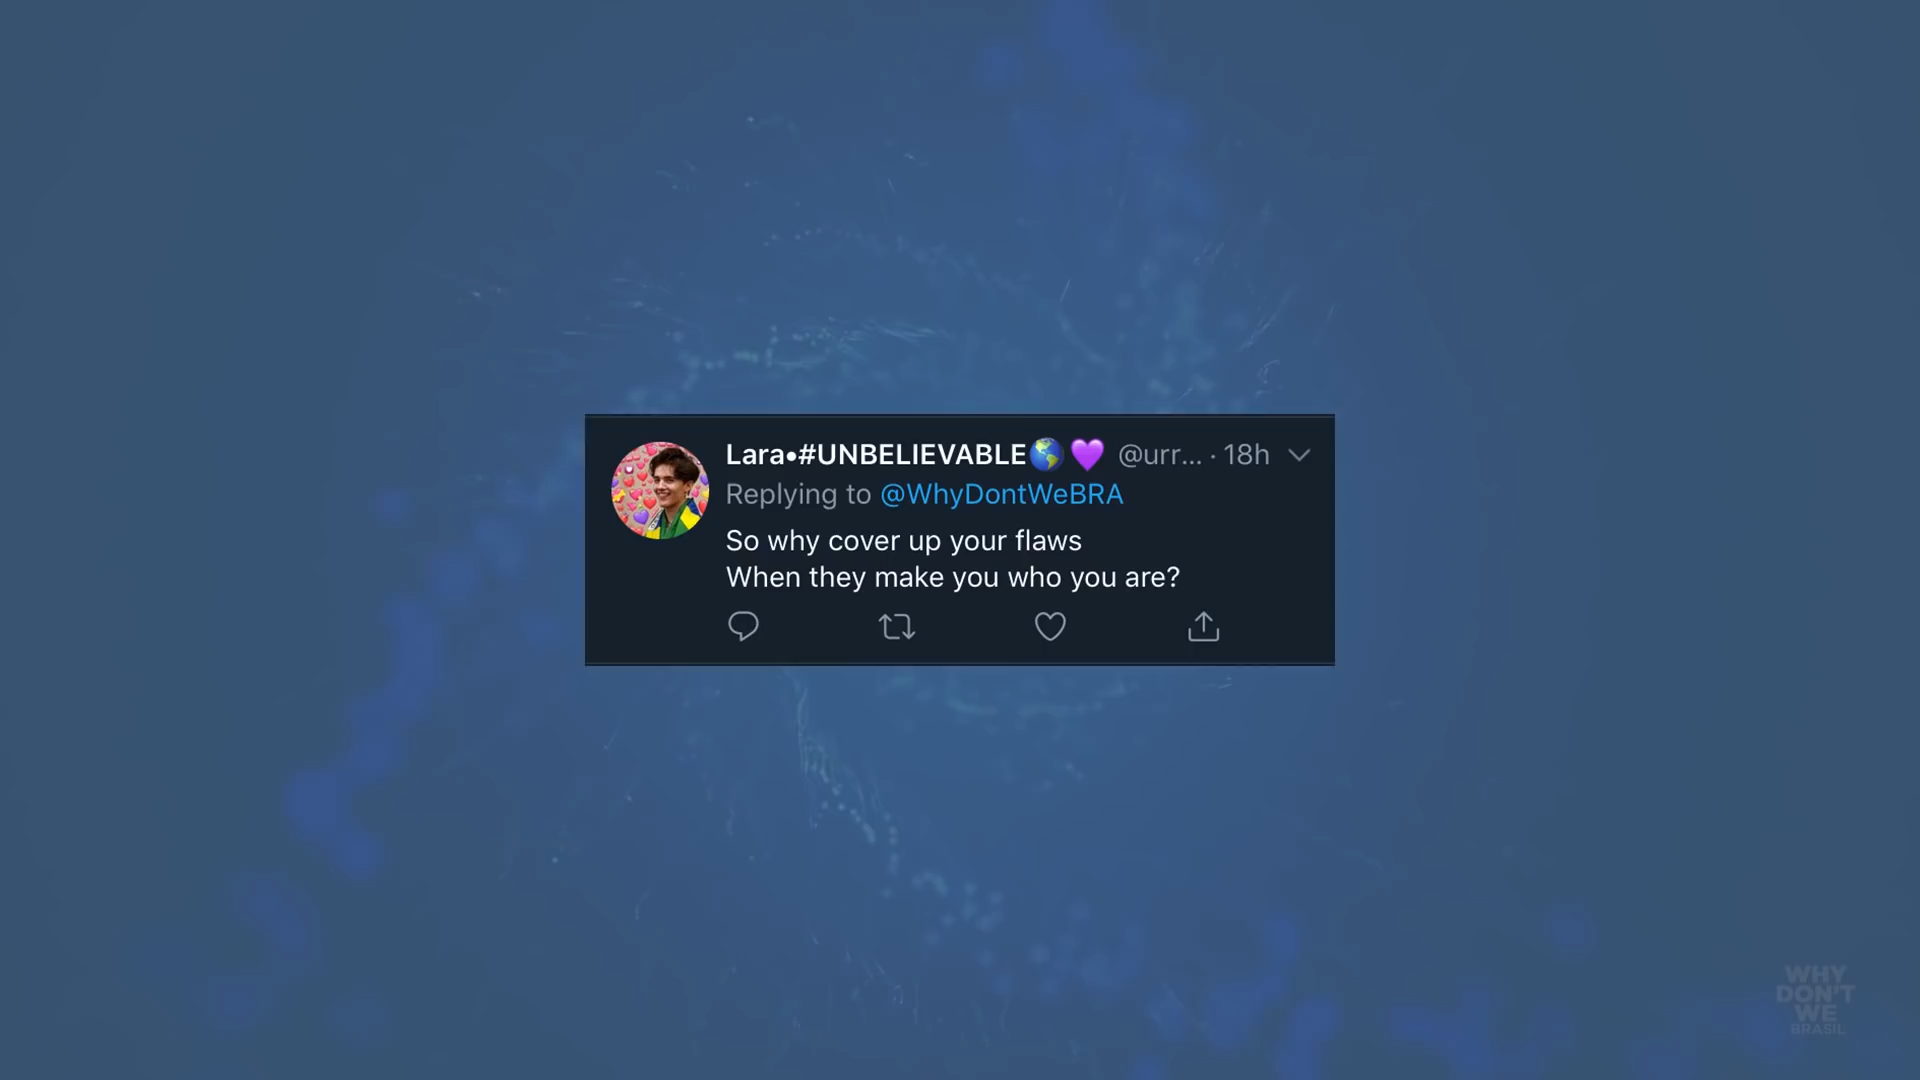 Lara•#UNBELIEVABLE🌎💜 @urr... · 18h
Replying to @WhyDontWeBRA
So why cover up your flaws
When they make you who you are?
WHY
DON'T
WE
BRASIL